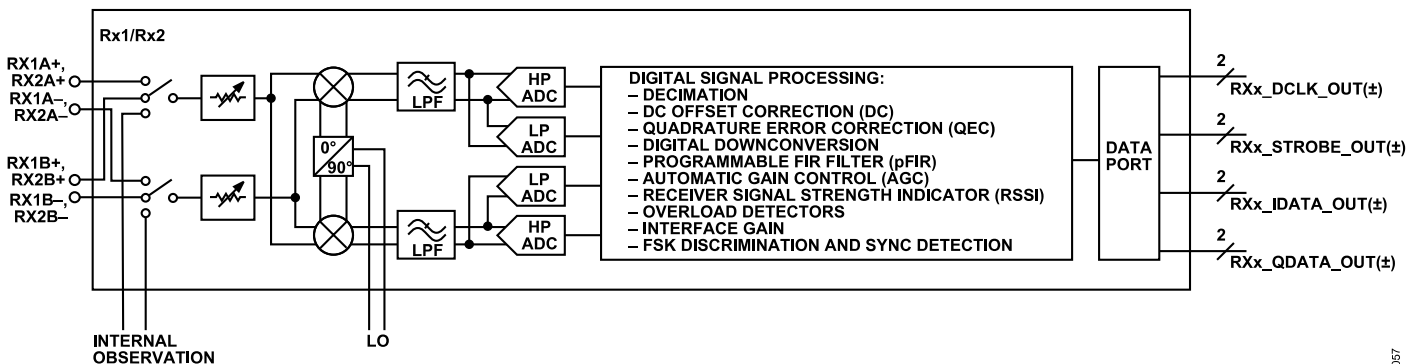 Rx1/Rx2
RX1A+,
RX2A+
RX1A–,
RX2A–
RX1B+,
RX2B+
RX1B–,
RX2B–
INTERNAL
OBSERVATION
0°
90°
LO
LPF
LPF
HP
ADC
LP
ADC
LP
ADC
HP
ADC
DIGITAL SIGNAL PROCESSING:
– DECIMATION
– DC OFFSET CORRECTION (DC)
– QUADRATURE ERROR CORRECTION (QEC)
– DIGITAL DOWNCONVERSION
– PROGRAMMABLE FIR FILTER (pFIR)
– AUTOMATIC GAIN CONTROL (AGC)
– RECEIVER SIGNAL STRENGTH INDICATOR (RSSI)
– OVERLOAD DETECTORS
– INTERFACE GAIN
– FSK DISCRIMINATION AND SYNC DETECTION
DATA
PORT
2
RXx_DCLK_OUT(±)
2
RXx_STROBE_OUT(±)
2
RXx_IDATA_OUT(±)
2
RXx_QDATA_OUT(±)
057